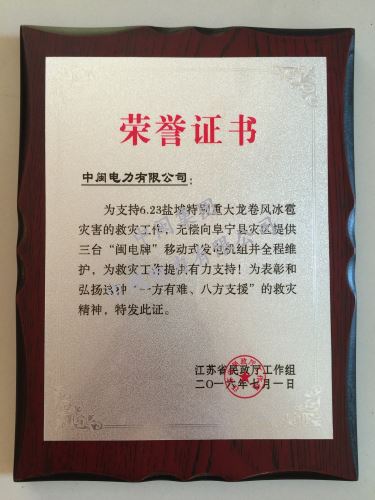 荣誉证书
中闽电力有限公司：
为支持6.23盐城特别重大龙卷风冰雹
灾害的救灾工作，无偿向阜宁县灾区提供
三台“闽电牌”移动式发电机组并全程维
护，为救灾工作提供有力支持！为表彰和
弘扬这种“一方有难、八方支援”的救灾
精神，特发此证。
江苏省民政厅工作组
二〇一六年七月一日